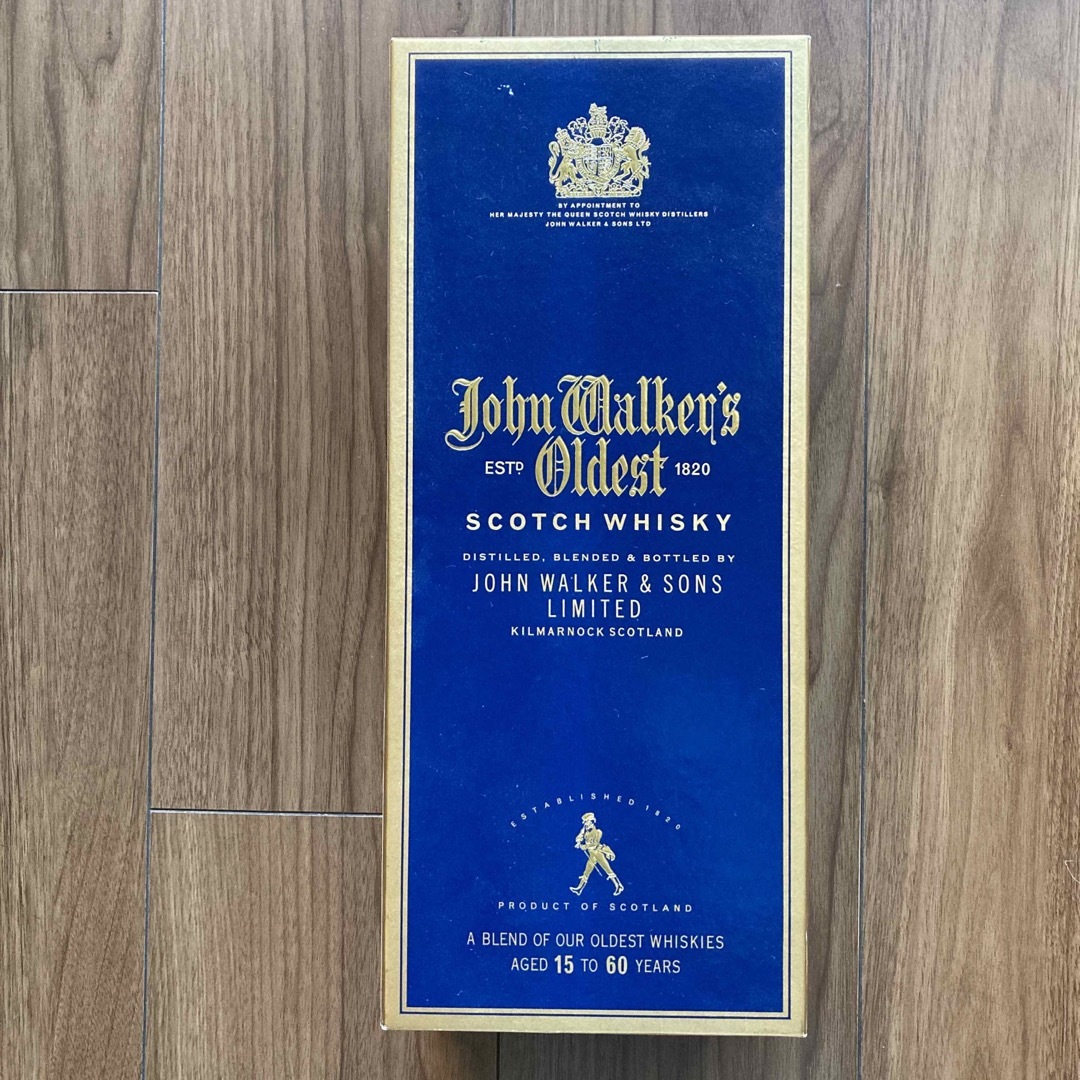 BY APPOINTMENT TO
HER MAJESTY THE QUEEN SCOTCH WHISKY DISTILLERS
JOHN WALKER & SONS LTD
John Walker's
ESTD Oldest 1820
SCOTCH WHISKY
DISTILLED, BLENDED & BOTTLED BY
JOHN WALKER & SONS
LIMITED
KILMARNOCK SCOTLAND
ESTABLISHED 1820
PRODUCT OF SCOTLAND
A BLEND OF OUR OLDEST WHISKIES
AGED 15 TO 60 YEARS